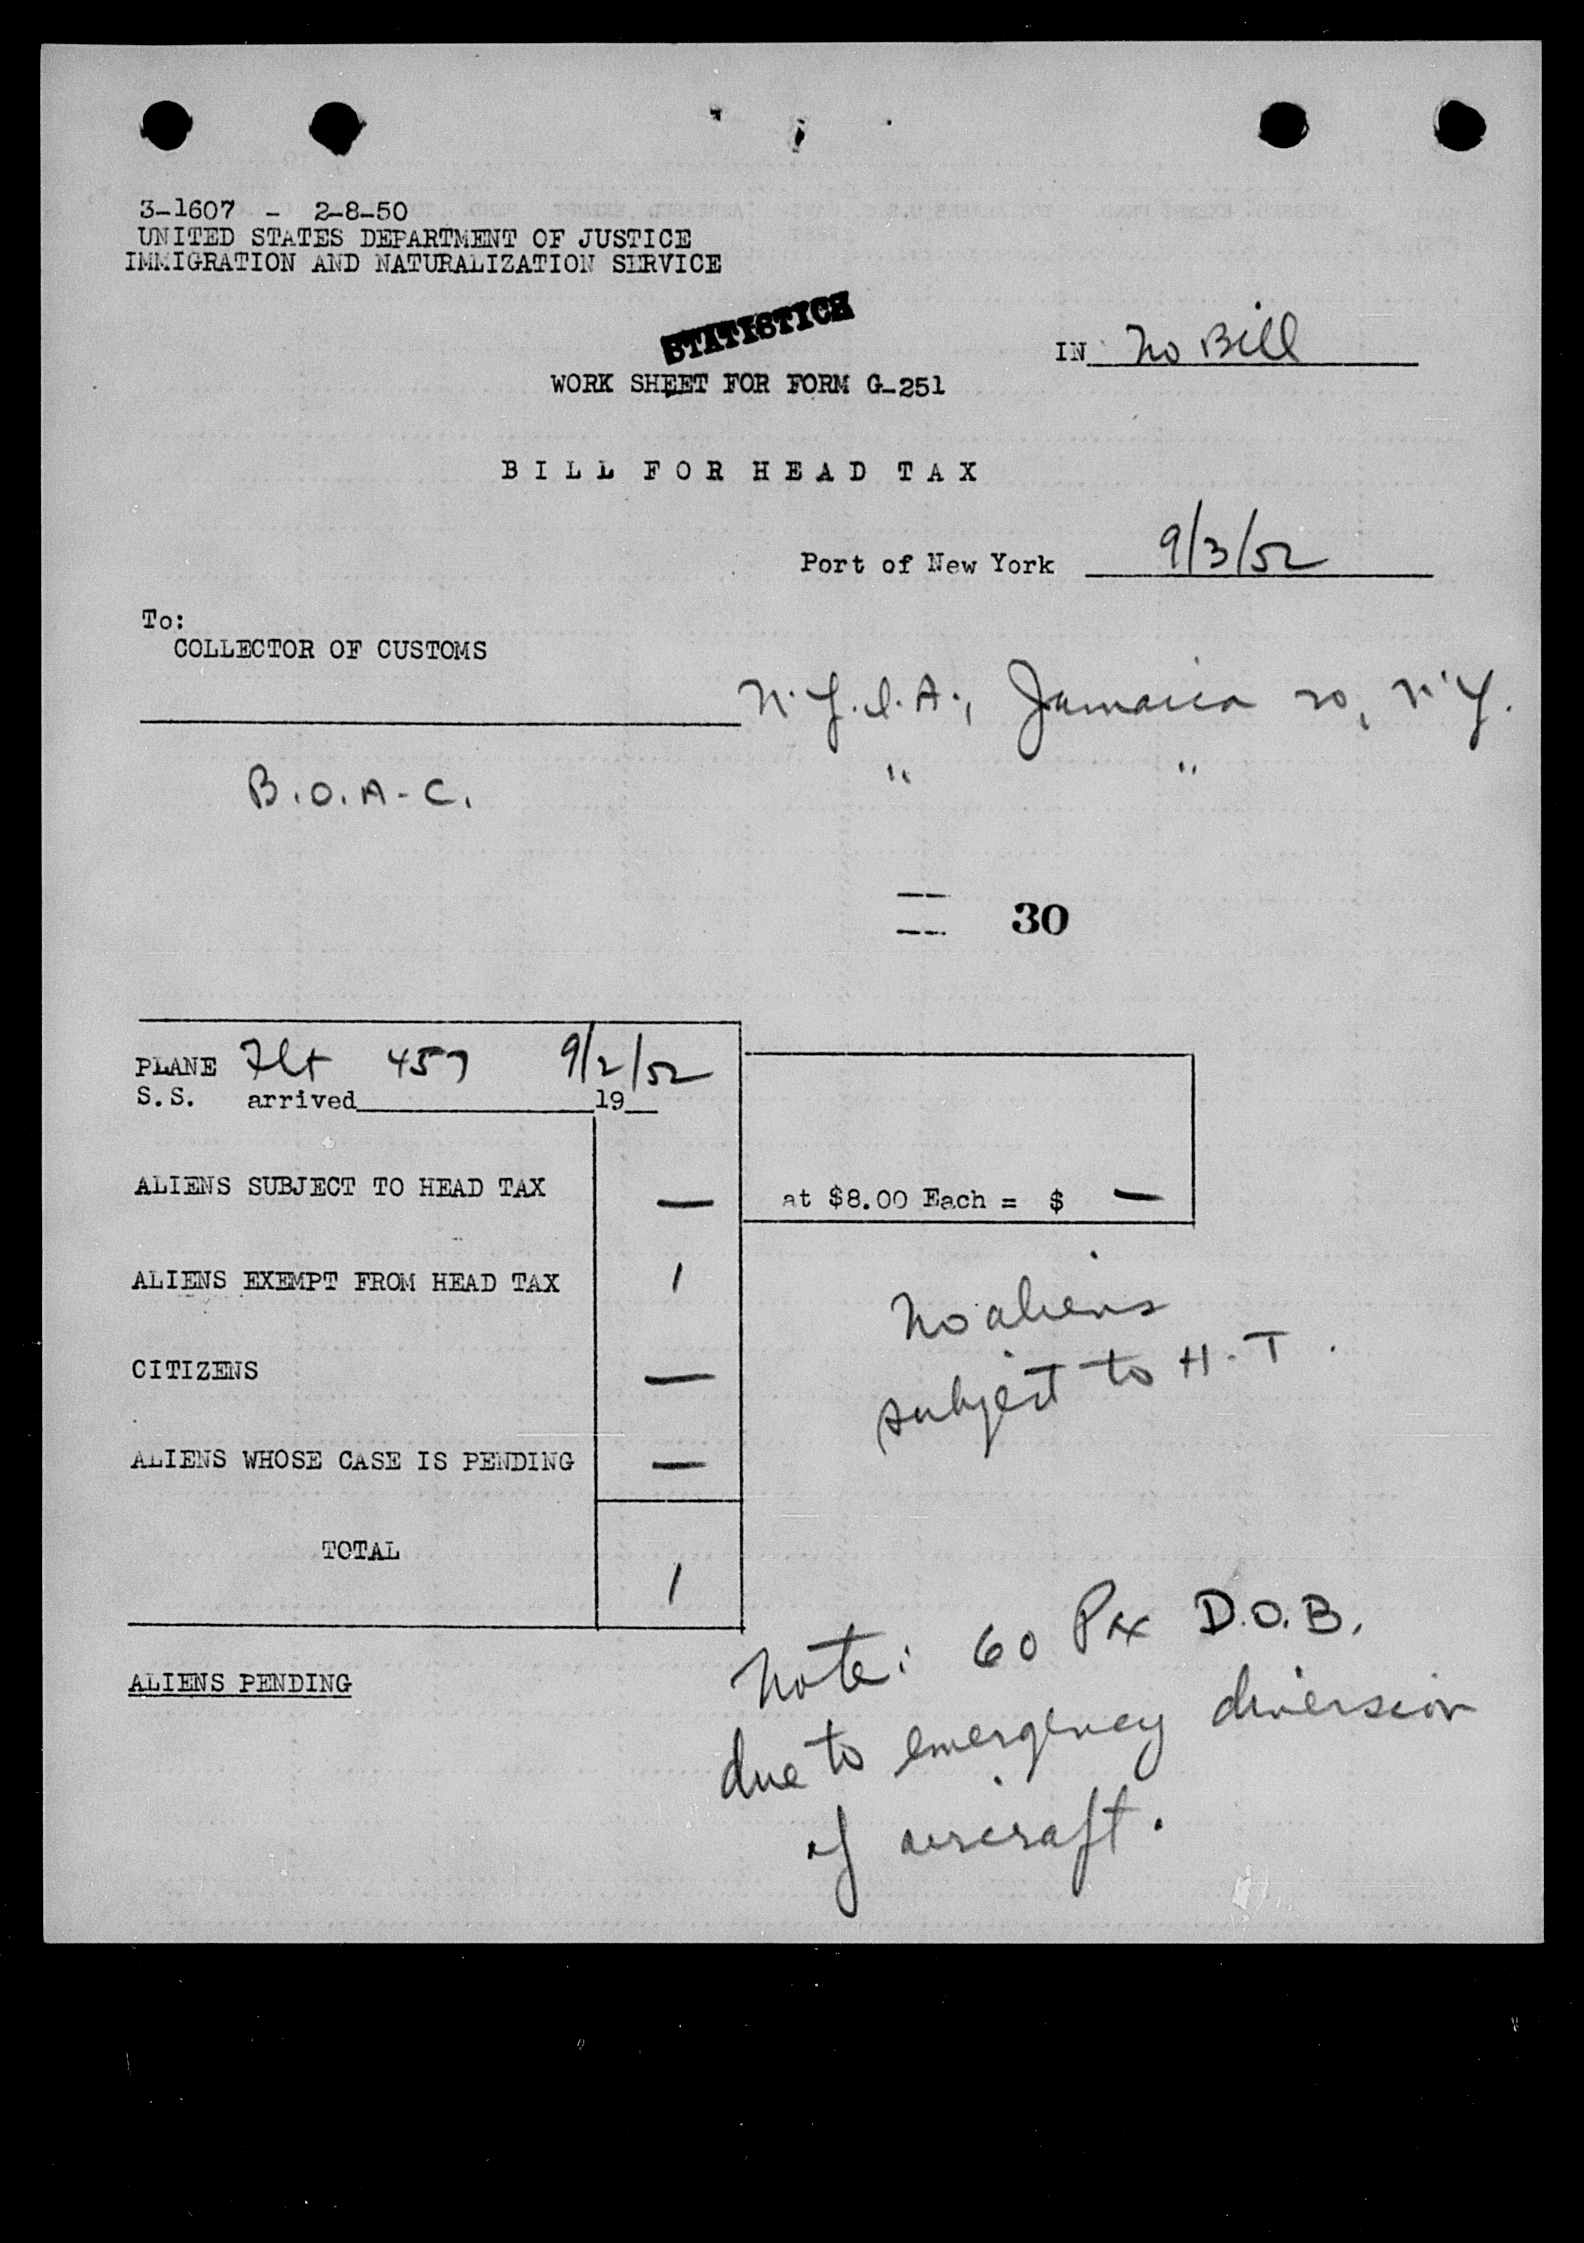 3-1607 - 2-8-50
UNITED STATES DEPARTMENT OF JUSTICE
IMMIGRATION AND NATURALIZATION SERVICE
STATISTICS
IN No Bill
WORK SHEET FOR FORM G-251
BILL FOR HEAD TAX
Port of New York 9/3/52
To:
COLLECTOR OF CUSTOMS
N.Y.I.A., Jamaica 20, N.Y.
B.O.A.C. " "
30
PLANE Flt 457 9/2/52
S.S. arrived 19
ALIENS SUBJECT TO HEAD TAX — at $8.00 Each = $ —
ALIENS EXEMPT FROM HEAD TAX 1
No aliens
subject to H.T.
CITIZENS —
ALIENS WHOSE CASE IS PENDING —
TOTAL 1
Note: 60 Pax D.O.B.
ALIENS PENDING
due to emergency diversion
of aircraft.